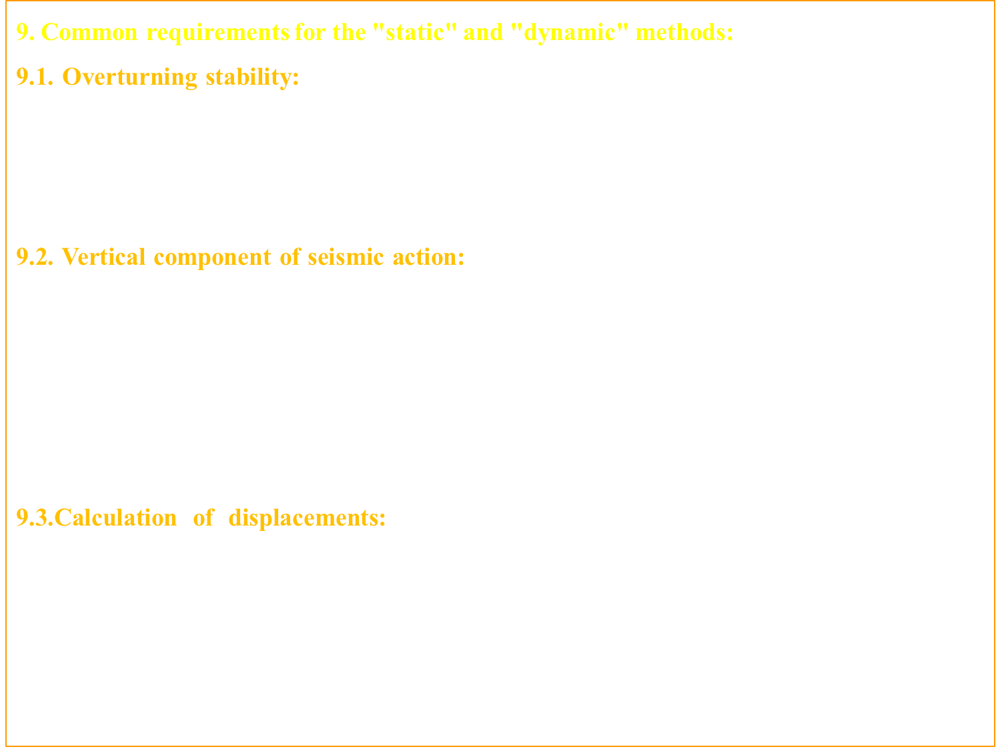 9. Common requirements for the "static" and "dynamic" methods:
9.1. Overturning stability:
9.2. Vertical component of seismic action:
9.3.Calculation of displacements: